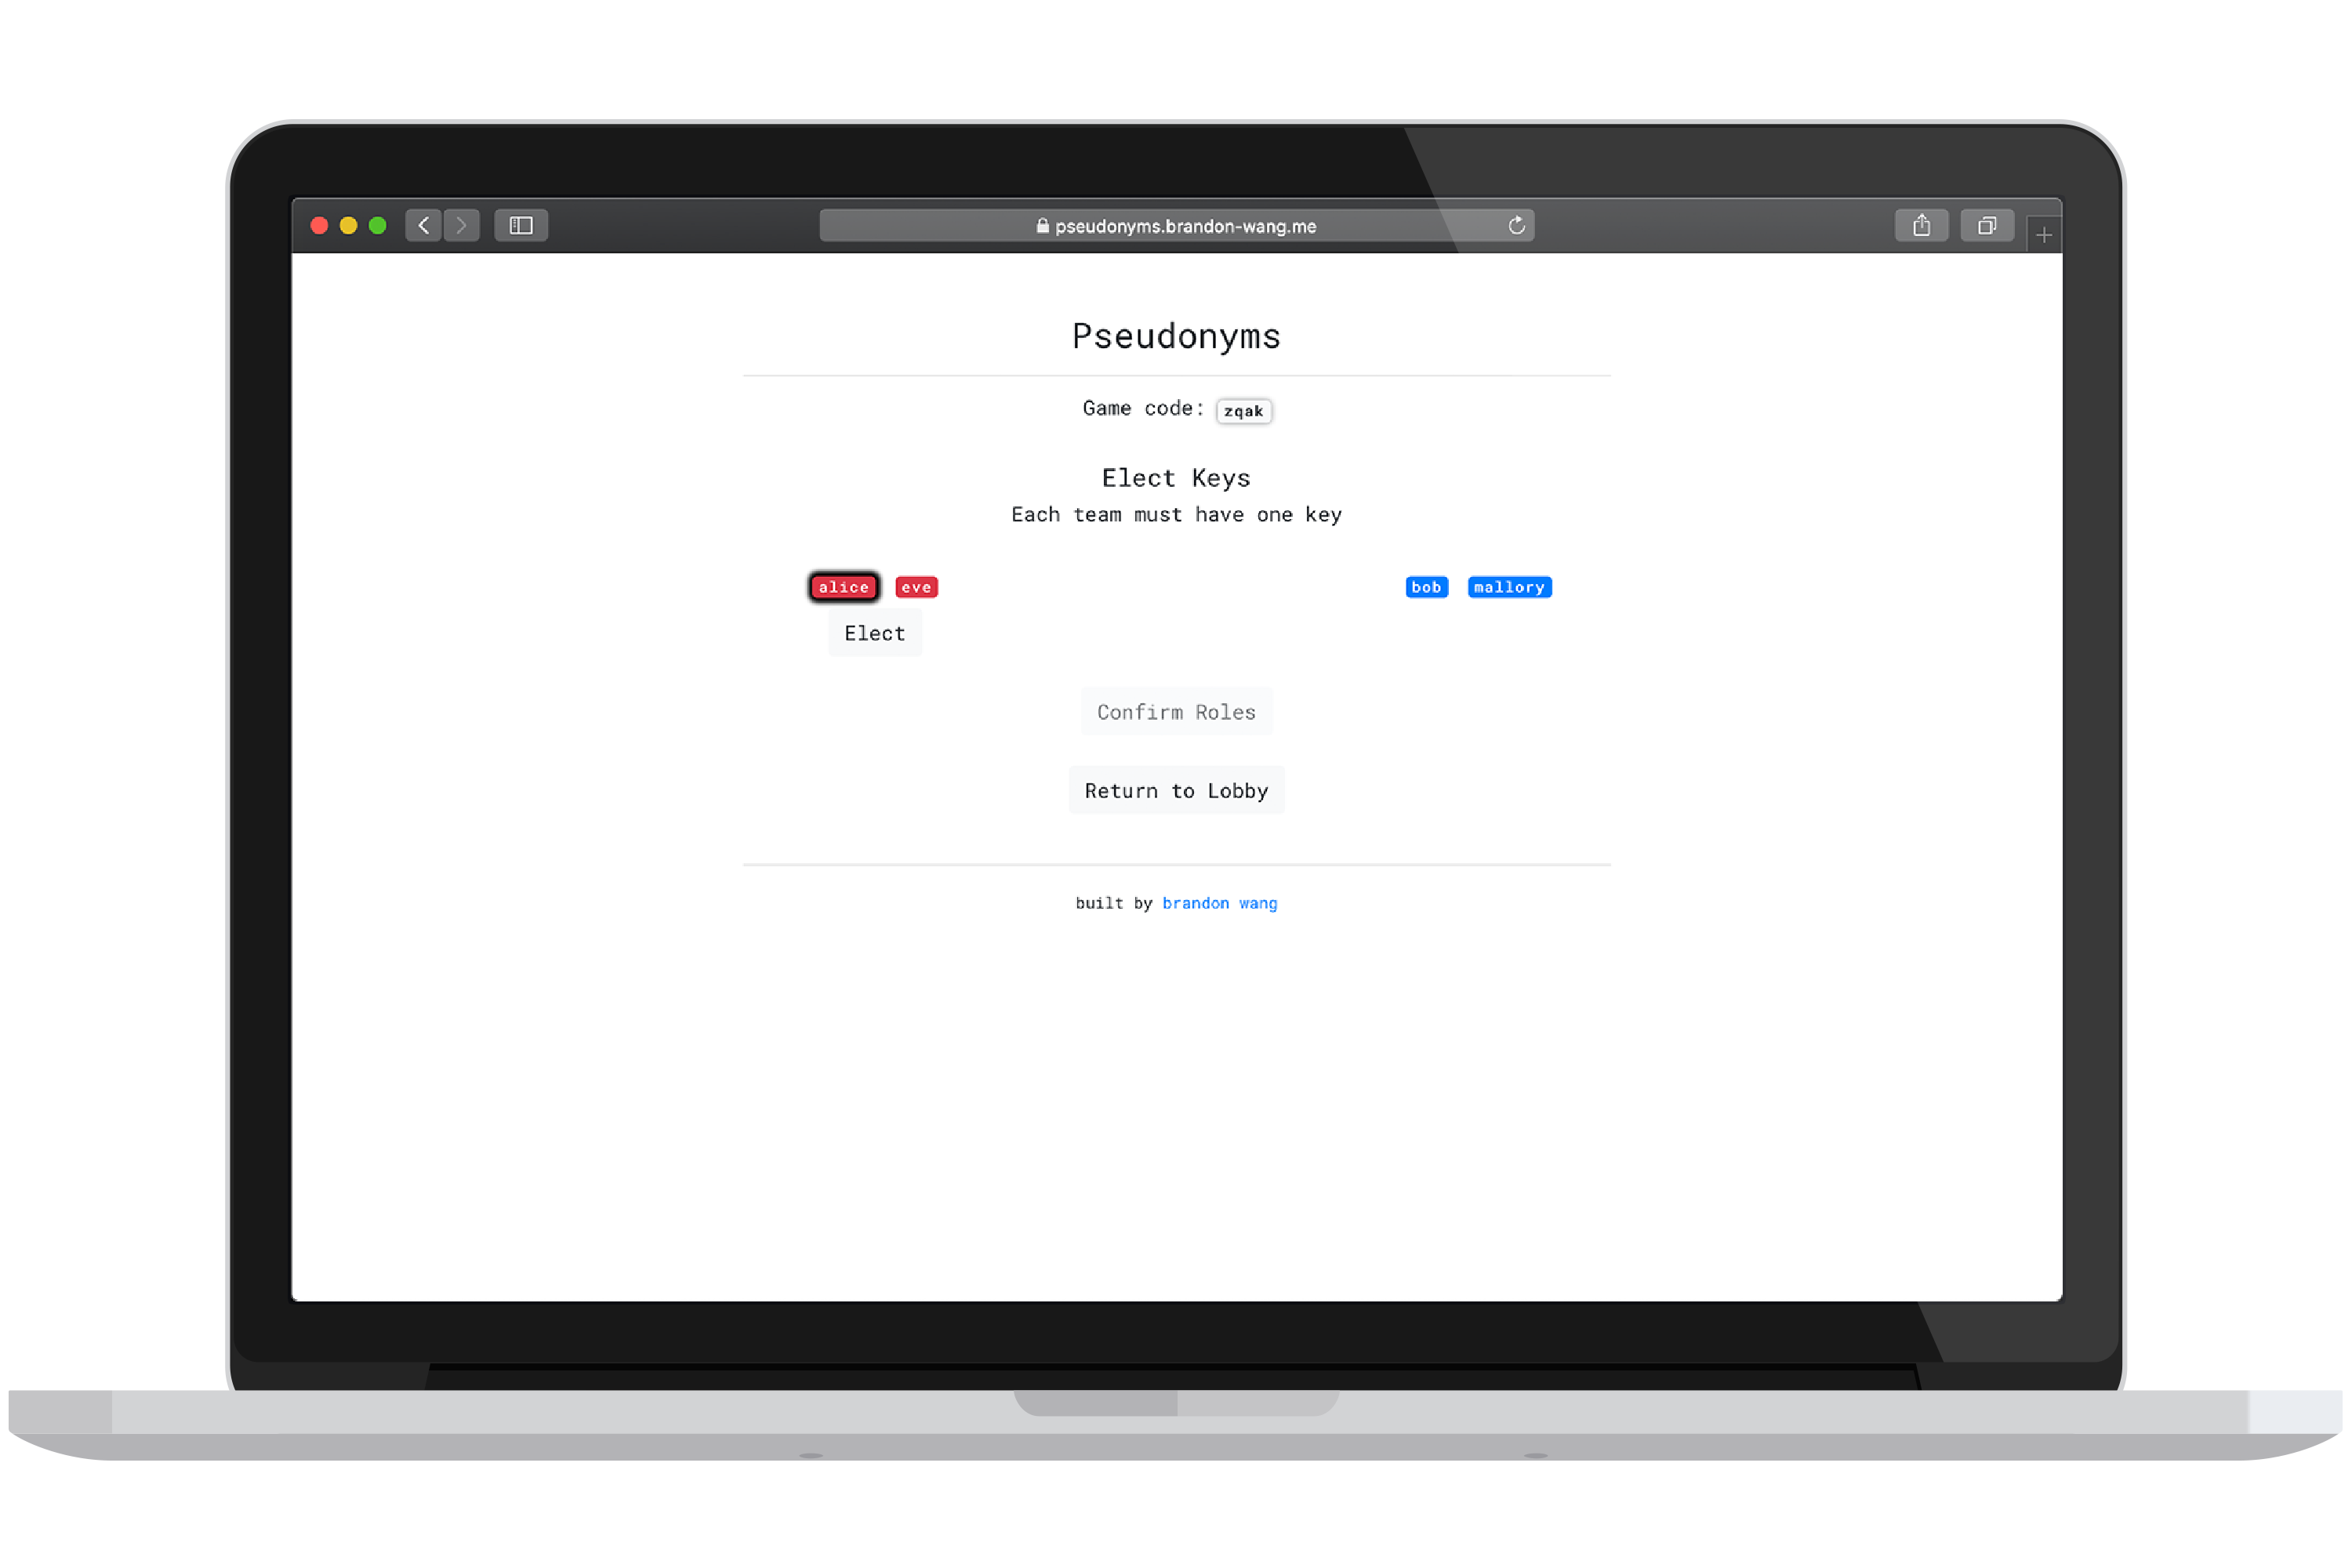 pseudonyms.brandon-wang.me
Pseudonyms
Game code: zqak
Elect Keys
Each team must have one key
alice eve bob mallory
Elect
Confirm Roles
Return to Lobby
built by brandon wang